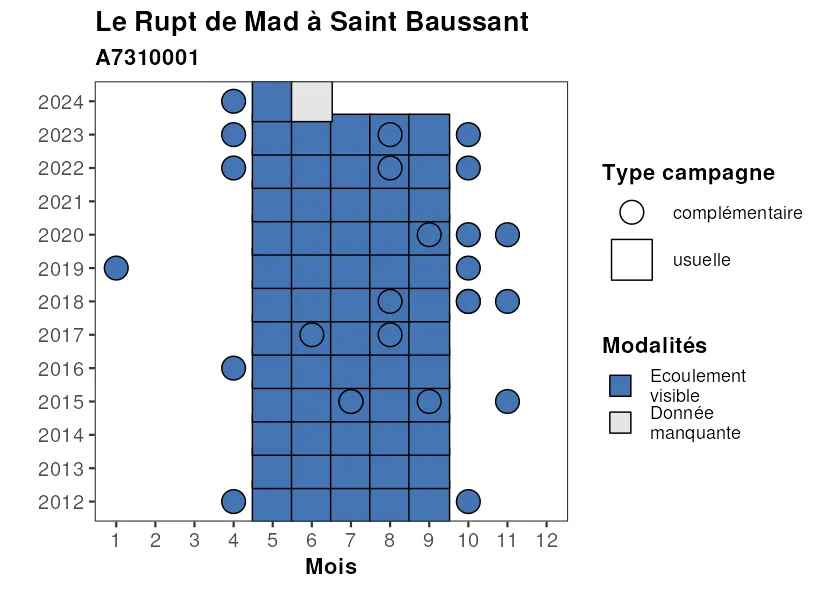 Le Rupt de Mad à Saint Baussant
A7310001
2024
2023
2022
2021
2020
2019
2018
2017
2016
2015
2014
2013
2012
1 2 3 4 5 6 7 8 9 10 11 12
Mois
Type campagne
complémentaire
usuelle
Modalités
Ecoulement
visible
Donnée
manquante